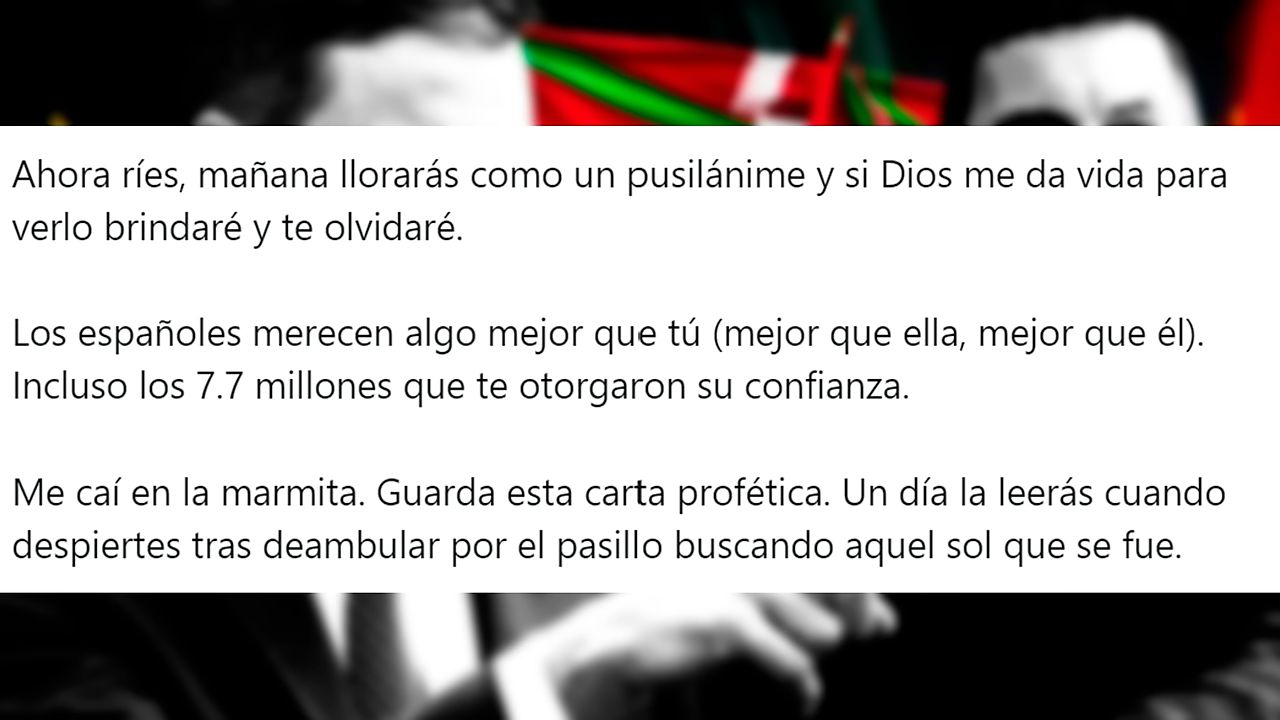 Ahora ríes, mañana llorarás como un pusilánime y si Dios me da vida para
verlo brindaré y te olvidaré.
Los españoles merecen algo mejor que tú (mejor que ella, mejor que él).
Incluso los 7.7 millones que te otorgaron su confianza.
Me caí en la marmita. Guarda esta carta profética. Un día la leerás cuando
despiertes tras deambular por el pasillo buscando aquel sol que se fue.